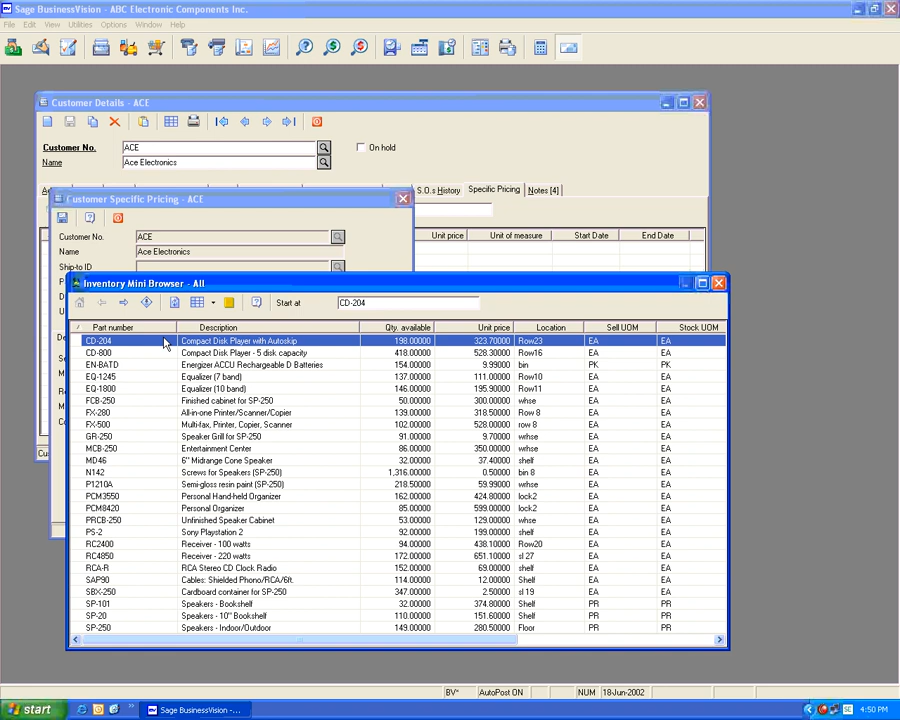 Sage BusinessVision - ABC Electronic Components Inc.
File Edit View Utilities Options Window Help
Customer Details - ACE
Customer No. ACE On hold
Name Ace Electronics
S.O.s History Specific Pricing Notes [4]
Customer Specific Pricing - ACE
Customer No. ACE
Name Ace Electronics
Ship-to ID
Unit price Unit of measure Start Date End Date
Inventory Mini Browser - All
Start at CD-204
Part number Description Qty. available Unit price Location Sell UOM Stock UOM
CD-204 Compact Disk Player with Autoskip 198.00000 323.70000 Row23 EA EA
CD-800 Compact Disk Player - 5 disk capacity 418.00000 528.30000 Row16 EA EA
EN-BATD Energizer ACCU Rechargable D Batteries 154.00000 9.99000 bin PK PK
EQ-1245 Equalizer (7 band) 137.00000 111.00000 Row10 EA EA
EQ-1800 Equalizer (10 band) 146.00000 195.90000 Row11 EA EA
FCB-250 Finished cabinet for SP-250 50.00000 300.00000 whse EA EA
FX-280 All-in-one Printer/Scanner/Copier 139.00000 318.50000 Row 8 EA EA
FX-500 Multi-fax, Printer, Copier, Scanner 102.00000 528.00000 row 8 EA EA
GR-250 Speaker Grill for SP-250 91.00000 9.70000 whrse EA EA
MCB-250 Entertainment Center 86.00000 350.00000 whrse EA EA
MD46 6" Midrange Cone Speaker 32.00000 37.40000 shelf EA EA
N142 Screws for Speakers (SP-250) 1,316.00000 0.50000 bin 8 EA EA
P1210A Semi-gloss resin paint (SP-250) 218.50000 59.99000 whrse EA EA
PCM3550 Personal Hand-held Organizer 162.00000 424.80000 lock2 EA EA
PCM8420 Personal Organizer 85.00000 599.00000 lock2 EA EA
PRCB-250 Unfinished Speaker Cabinet 53.00000 129.00000 whse EA EA
PS-2 Sony Playstation 2 92.00000 199.00000 shelf EA EA
RC2400 Receiver - 100 watts 94.00000 438.10000 Row20 EA EA
RC4850 Receiver - 220 watts 172.00000 651.10000 sl 27 EA EA
RCA-R RCA Stereo CD Clock Radio 152.00000 69.00000 shelf EA EA
SAP90 Cables: Shielded Phono/RCA/6ft. 114.00000 12.00000 Shelf EA EA
SBX-250 Cardboard container for SP-250 347.00000 2.50000 sl 19 EA EA
SP-101 Speakers - Bookshelf 32.00000 374.80000 Shelf PR PR
SP-20 Speakers - 10" Bookshelf 110.00000 151.60000 Shelf PR PR
SP-250 Speakers - Indoor/Outdoor 149.00000 280.50000 Floor PR PR
BV* AutoPost ON NUM 18-Jun-2002
start Sage BusinessVision - ... SE 4:50 PM